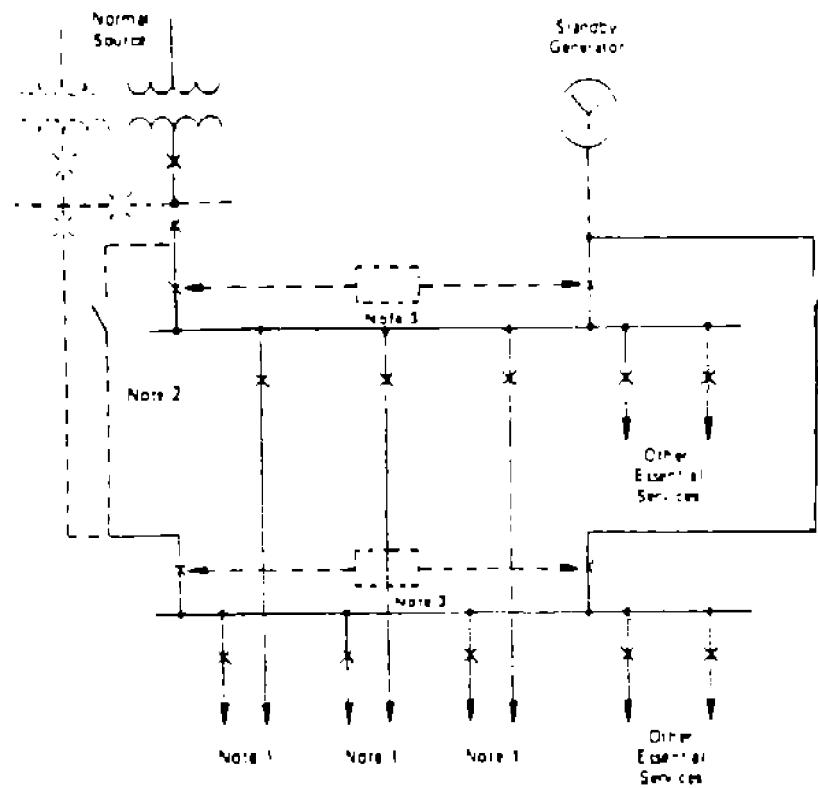 Normal
Source
Standby
Generator
Note 3
Note 2
Other
Essential
Services
Note 3
Note 1
Note 1
Note 1
Other
Essential
Services